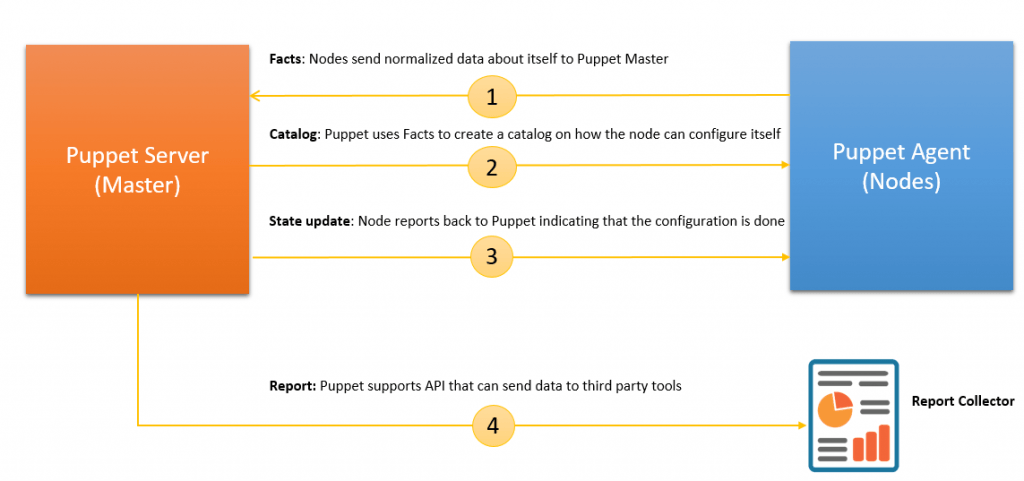 Facts: Nodes send normalized data about itself to Puppet Master
1
Puppet Server
(Master)
Catalog: Puppet uses Facts to create a catalog on how the node can configure itself
2
Puppet Agent
(Nodes)
State update: Node reports back to Puppet indicating that the configuration is done
3
Report: Puppet supports API that can send data to third party tools
4
Report Collector